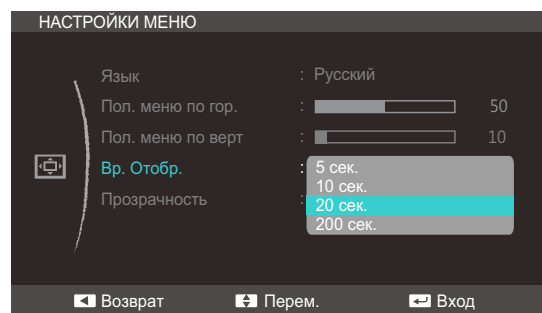 НАСТРОЙКИ МЕНЮ
Язык : Русский
Пол. меню по гор. : 50
Пол. меню по верт : 10
Вр. Отобр. : 5 сек.
10 сек.
Прозрачность : 20 сек.
200 сек.
Возврат Перем. Вход